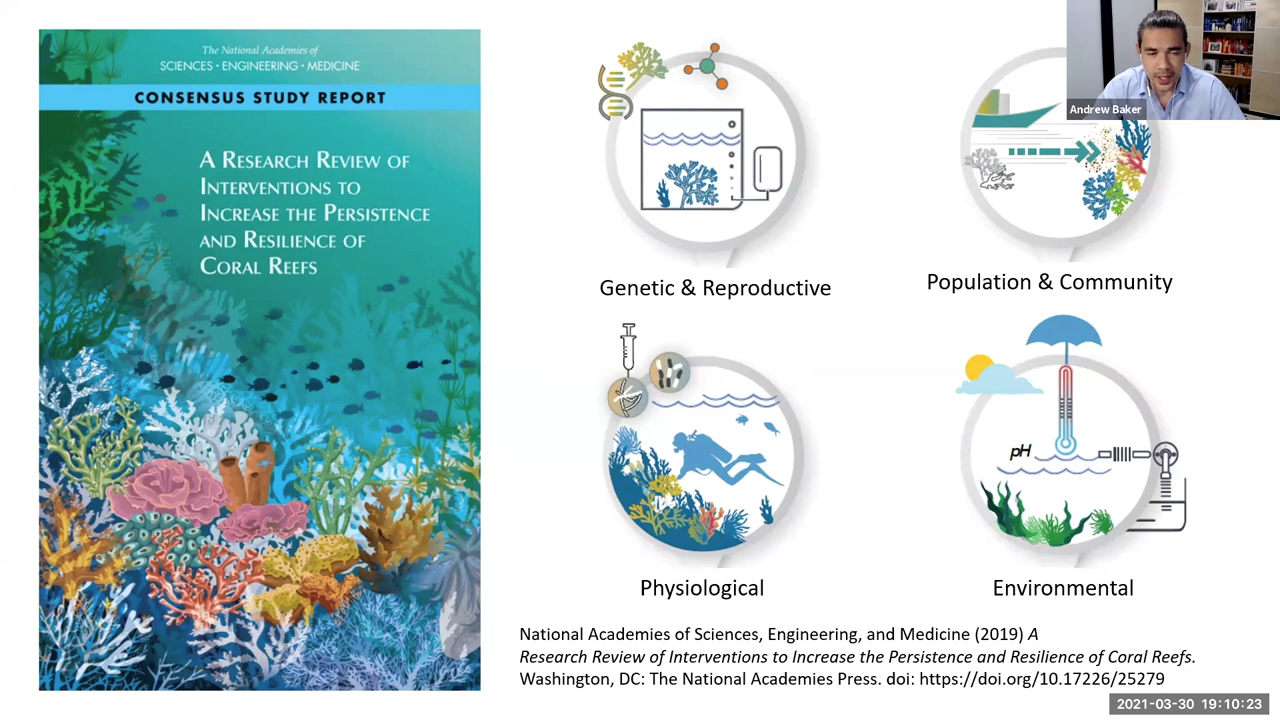 The National Academies of
SCIENCES • ENGINEERING • MEDICINE
CONSENSUS STUDY REPORT
A RESEARCH REVIEW OF
INTERVENTIONS TO
INCREASE THE PERSISTENCE
AND RESILIENCE OF
CORAL REEFS
Andrew Baker
Genetic & Reproductive
Population & Community
pH
Physiological
Environmental
National Academies of Sciences, Engineering, and Medicine (2019) A
Research Review of Interventions to Increase the Persistence and Resilience of Coral Reefs.
Washington, DC: The National Academies Press. doi: https://doi.org/10.17226/25279
2021-03-30 19:10:23